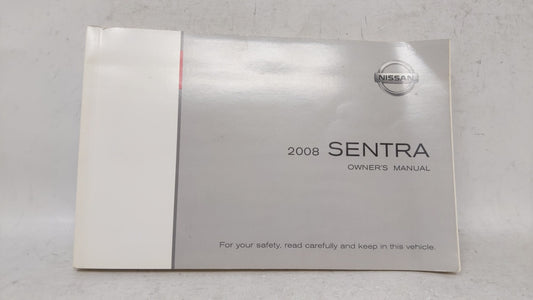 NISSAN
2008 SENTRA
OWNER'S MANUAL
For your safety, read carefully and keep in this vehicle.